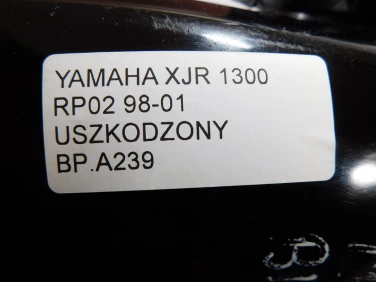 YAMAHA XJR 1300
RP02 98-01
USZKODZONY
BP.A239